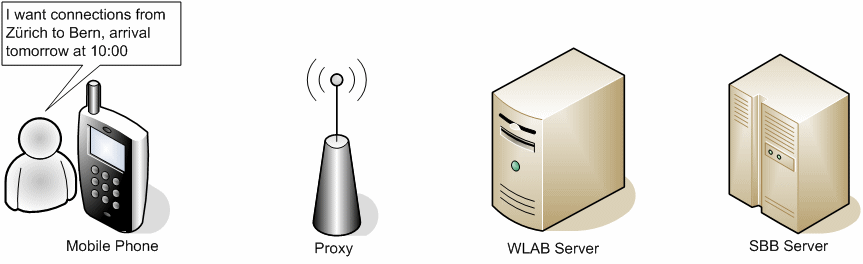 I want connections from
Zürich to Bern, arrival
tomorrow at 10:00
Mobile Phone
Proxy
WLAB Server
SBB Server